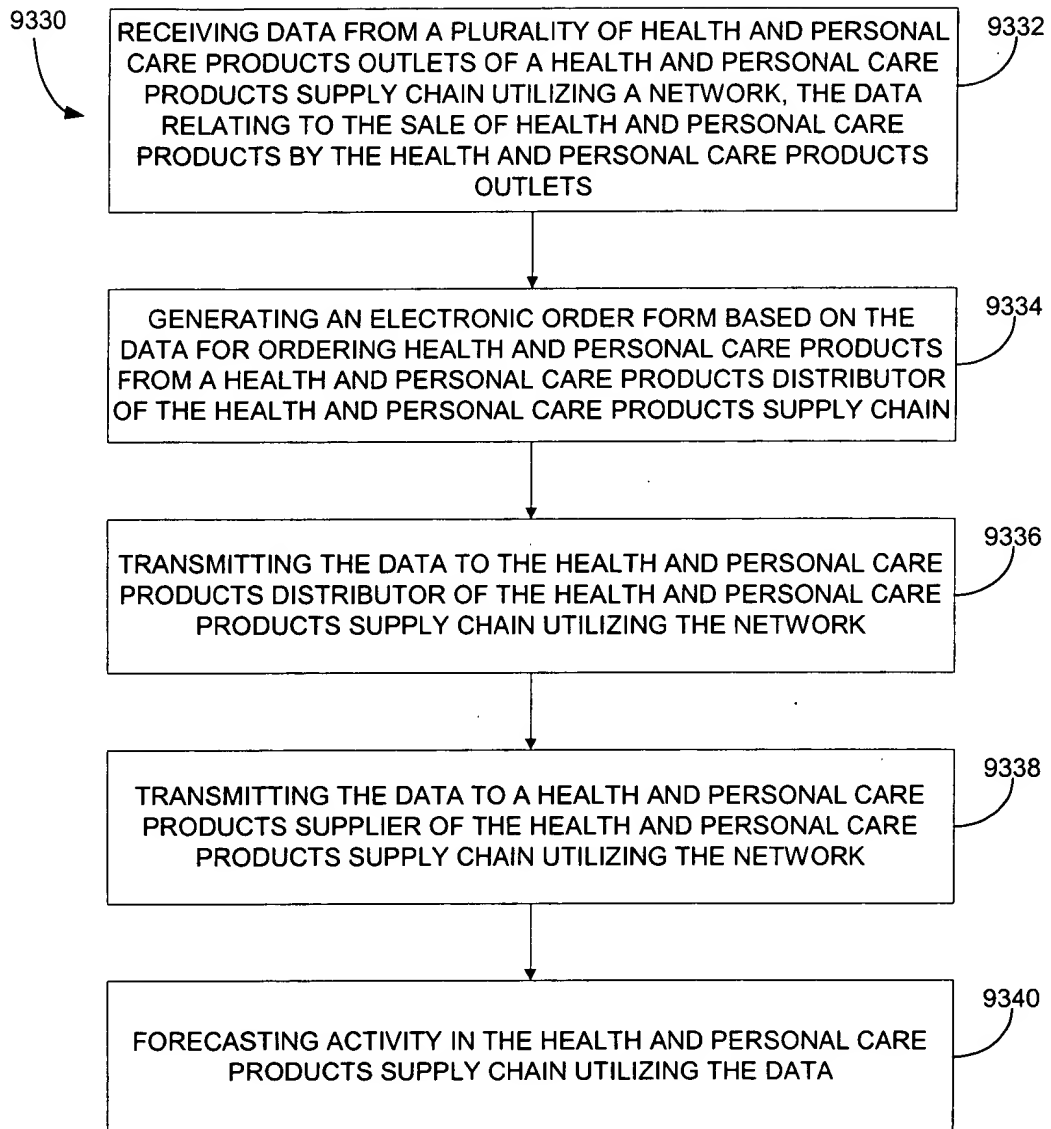 9330
RECEIVING DATA FROM A PLURALITY OF HEALTH AND PERSONAL
CARE PRODUCTS OUTLETS OF A HEALTH AND PERSONAL CARE
PRODUCTS SUPPLY CHAIN UTILIZING A NETWORK, THE DATA
RELATING TO THE SALE OF HEALTH AND PERSONAL CARE
PRODUCTS BY THE HEALTH AND PERSONAL CARE PRODUCTS
OUTLETS
9332
GENERATING AN ELECTRONIC ORDER FORM BASED ON THE
DATA FOR ORDERING HEALTH AND PERSONAL CARE PRODUCTS
FROM A HEALTH AND PERSONAL CARE PRODUCTS DISTRIBUTOR
OF THE HEALTH AND PERSONAL CARE PRODUCTS SUPPLY CHAIN
9334
TRANSMITTING THE DATA TO THE HEALTH AND PERSONAL CARE
PRODUCTS DISTRIBUTOR OF THE HEALTH AND PERSONAL CARE
PRODUCTS SUPPLY CHAIN UTILIZING THE NETWORK
9336
TRANSMITTING THE DATA TO A HEALTH AND PERSONAL CARE
PRODUCTS SUPPLIER OF THE HEALTH AND PERSONAL CARE
PRODUCTS SUPPLY CHAIN UTILIZING THE NETWORK
9338
FORECASTING ACTIVITY IN THE HEALTH AND PERSONAL CARE
PRODUCTS SUPPLY CHAIN UTILIZING THE DATA
9340